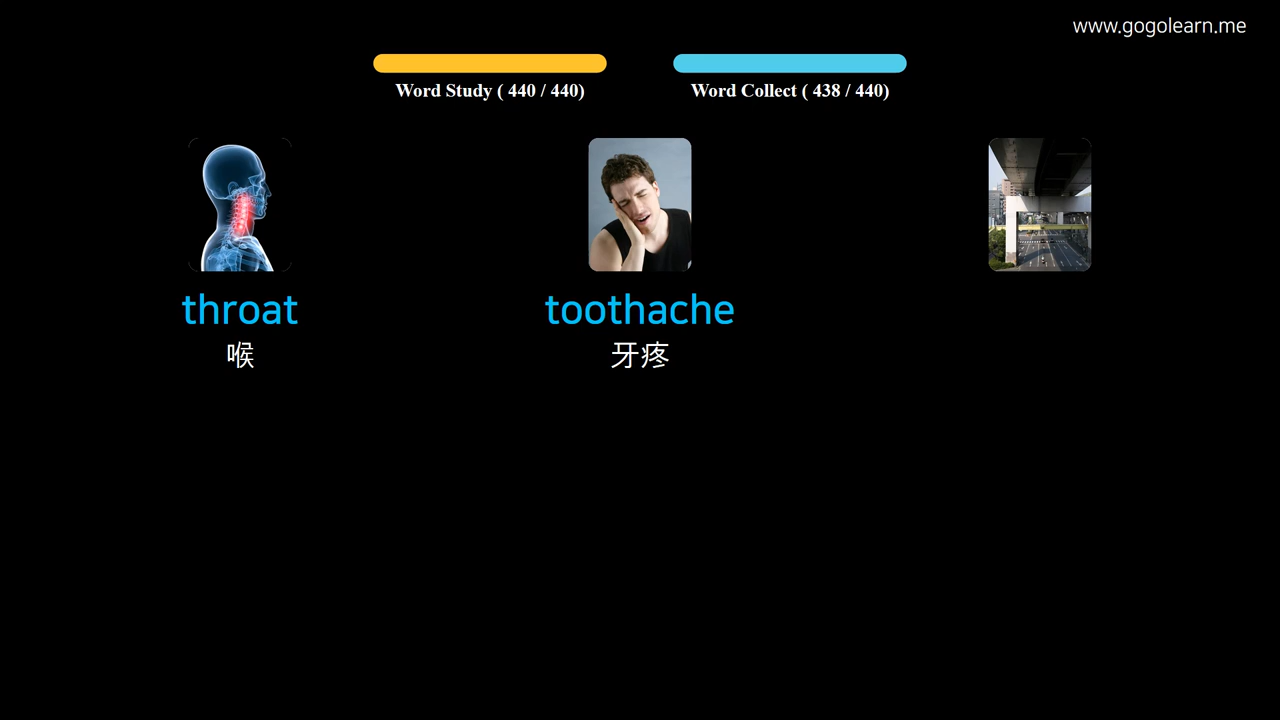 www.gogolearn.me
Word Study ( 440 / 440)
Word Collect ( 438 / 440)
throat
toothache
喉
牙疼